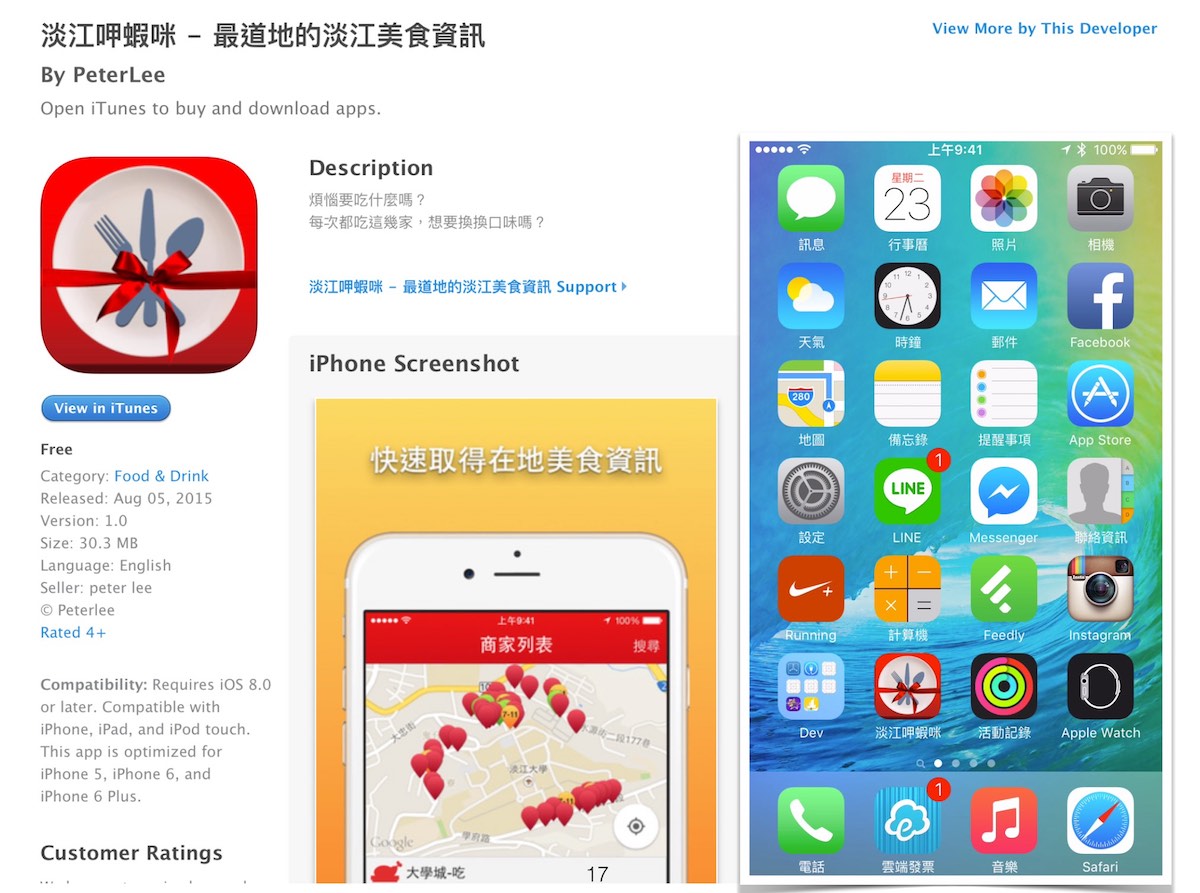 淡江呷蝦咪 – 最道地的淡江美食資訊
View More by This Developer
By PeterLee
Open iTunes to buy and download apps.
Description
煩惱要吃什麼嗎？
每次都吃這幾家，想要換換口味嗎？
淡江呷蝦咪 – 最道地的淡江美食資訊 Support
View in iTunes
Free
Category: Food & Drink
Released: Aug 05, 2015
Version: 1.0
Size: 30.3 MB
Language: English
Seller: peter lee
© Peterlee
Rated 4+
Compatibility: Requires iOS 8.0
or later. Compatible with
iPhone, iPad, and iPod touch.
This app is optimized for
iPhone 5, iPhone 6, and
iPhone 6 Plus.
Customer Ratings
iPhone Screenshot
快速取得在地美食資訊
上午9:41 100%
商家列表 搜尋
7-11
大忠街
淡江大學
7-11
學府路
Google
大學城-吃
17
上午9:41 100%
星期二
23
訊息 行事曆 照片 相機
天氣 時鐘 郵件 Facebook
280
地圖 備忘錄 提醒事項 App Store
1
LINE
設定 LINE Messenger 聯絡資訊
Running 計算機 Feedly Instagram
Dev 淡江呷蝦咪 活動記錄 Apple Watch
1
電話 雲端發票 音樂 Safari